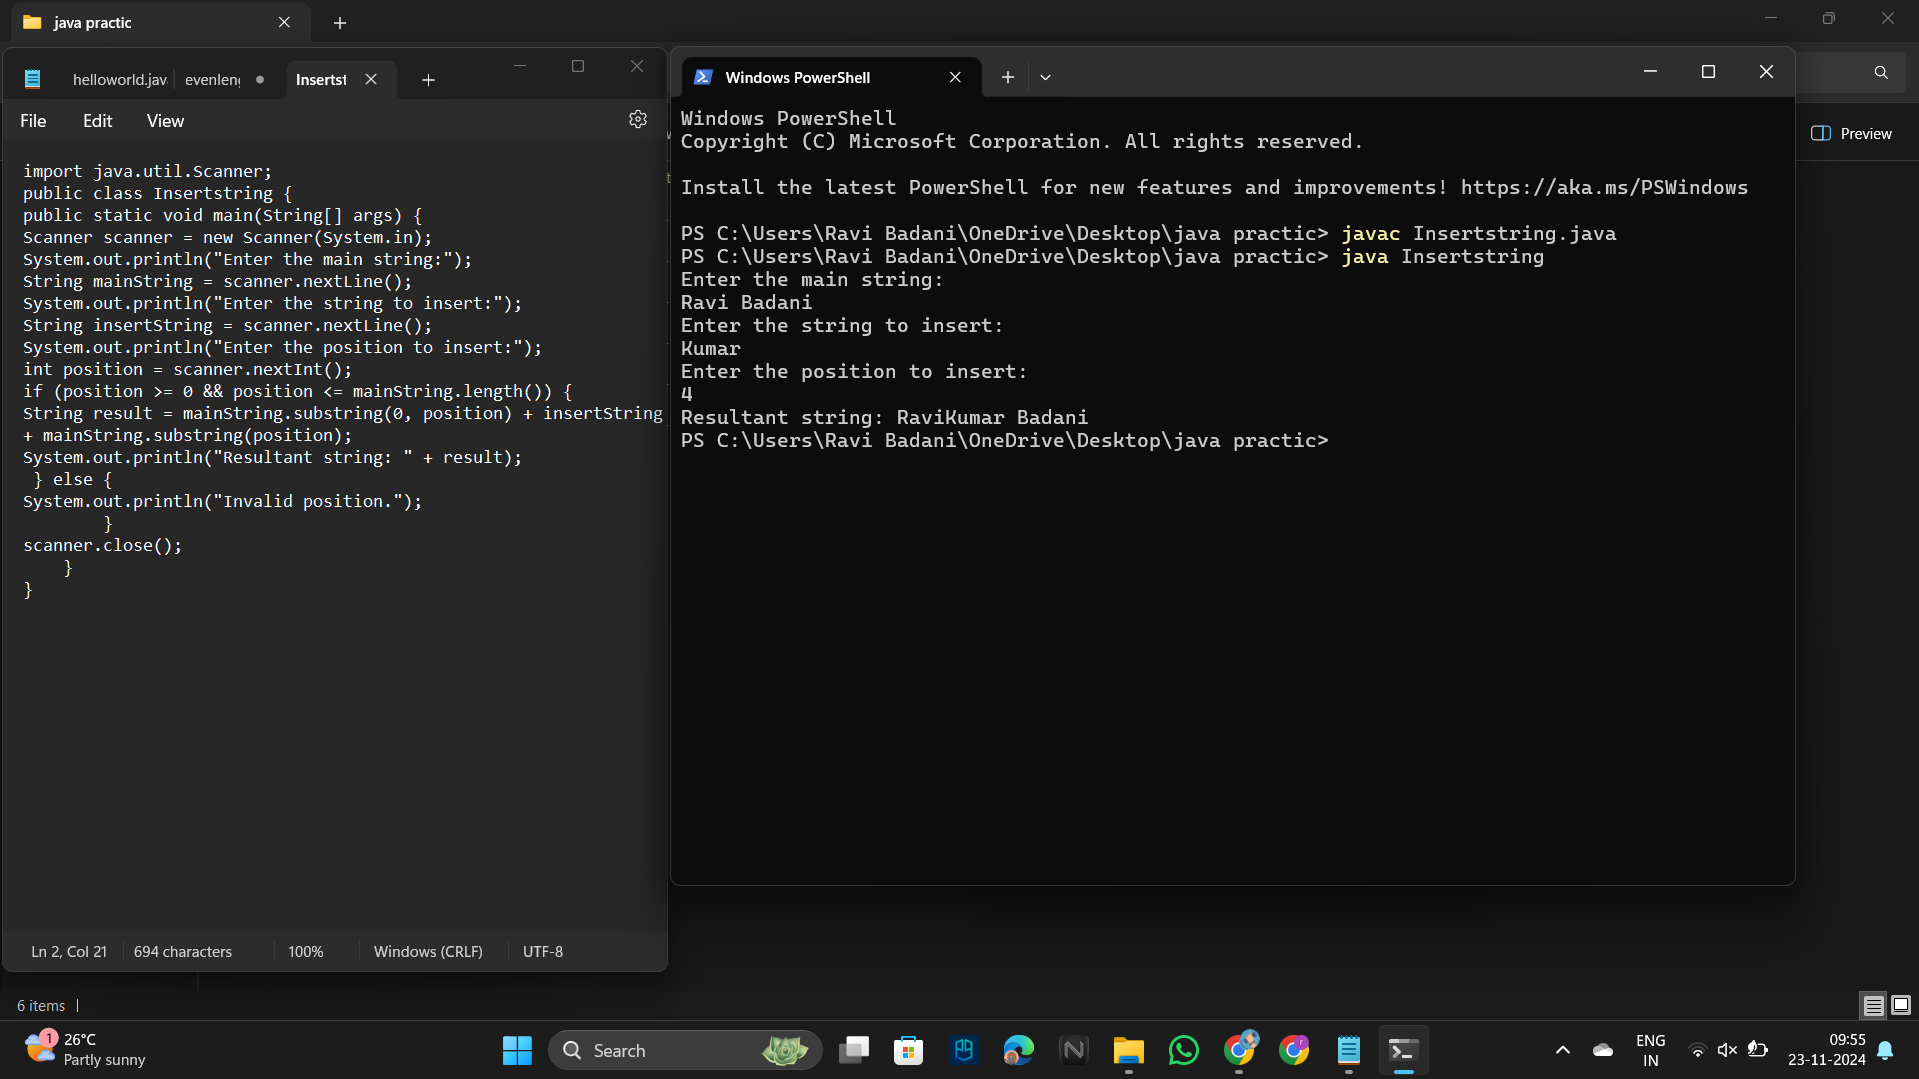 java practic
helloworld.jav
evenleng
Insertst
File Edit View
import java.util.Scanner;
public class Insertstring {
public static void main(String[] args) {
Scanner scanner = new Scanner(System.in);
System.out.println("Enter the main string:");
String mainString = scanner.nextLine();
System.out.println("Enter the string to insert:");
String insertString = scanner.nextLine();
System.out.println("Enter the position to insert:");
int position = scanner.nextInt();
if (position >= 0 && position <= mainString.length()) {
String result = mainString.substring(0, position) + insertString
+ mainString.substring(position);
System.out.println("Resultant string: " + result);
} else {
System.out.println("Invalid position.");
}
scanner.close();
}
}
Ln 2, Col 21 694 characters 100% Windows (CRLF) UTF-8
Windows PowerShell
Windows PowerShell
Copyright (C) Microsoft Corporation. All rights reserved.
Install the latest PowerShell for new features and improvements! https://aka.ms/PSWindows
PS C:\Users\Ravi Badani\OneDrive\Desktop\java practic> javac Insertstring.java
PS C:\Users\Ravi Badani\OneDrive\Desktop\java practic> java Insertstring
Enter the main string:
Ravi Badani
Enter the string to insert:
Kumar
Enter the position to insert:
4
Resultant string: RaviKumar Badani
PS C:\Users\Ravi Badani\OneDrive\Desktop\java practic>
Preview
6 items
1
26°C
Partly sunny
Search
ENG
IN
09:55
23-11-2024